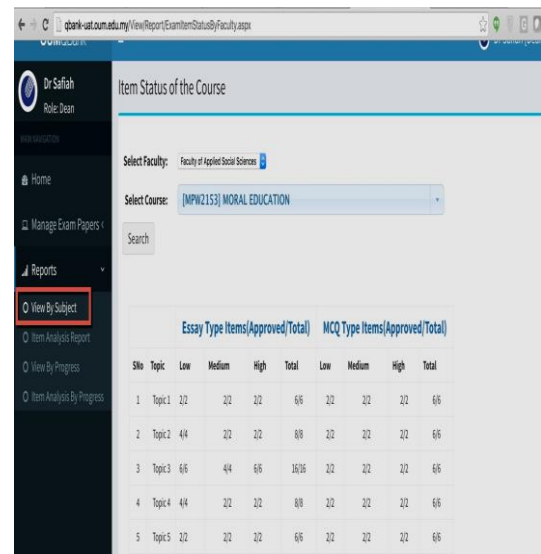 qbank-uat.oum.edu.my/View/Report/ExamItemStatusByFaculty.aspx
Dr Safiah
Role: Dean
MAIN NAVIGATION
Home
Manage Exam Papers <
Reports
View By Subject
Item Analysis Report
View By Progress
Item Analysis By Progress
Item Status of the Course
Select Faculty: Faculty of Applied Social Sciences
Select Course: [MPW2153] MORAL EDUCATION
Search
Essay Type Items(Approved/Total) MCQ Type Items(Approved/Total)
SNo Topic Low Medium High Total Low Medium High Total
1 Topic 1 2/2 2/2 2/2 6/6 2/2 2/2 2/2 6/6
2 Topic 2 4/4 2/2 2/2 8/8 2/2 2/2 2/2 6/6
3 Topic 3 6/6 4/4 6/6 16/16 2/2 2/2 2/2 6/6
4 Topic 4 4/4 2/2 2/2 8/8 2/2 2/2 2/2 6/6
5 Topic 5 2/2 2/2 2/2 6/6 2/2 2/2 2/2 6/6